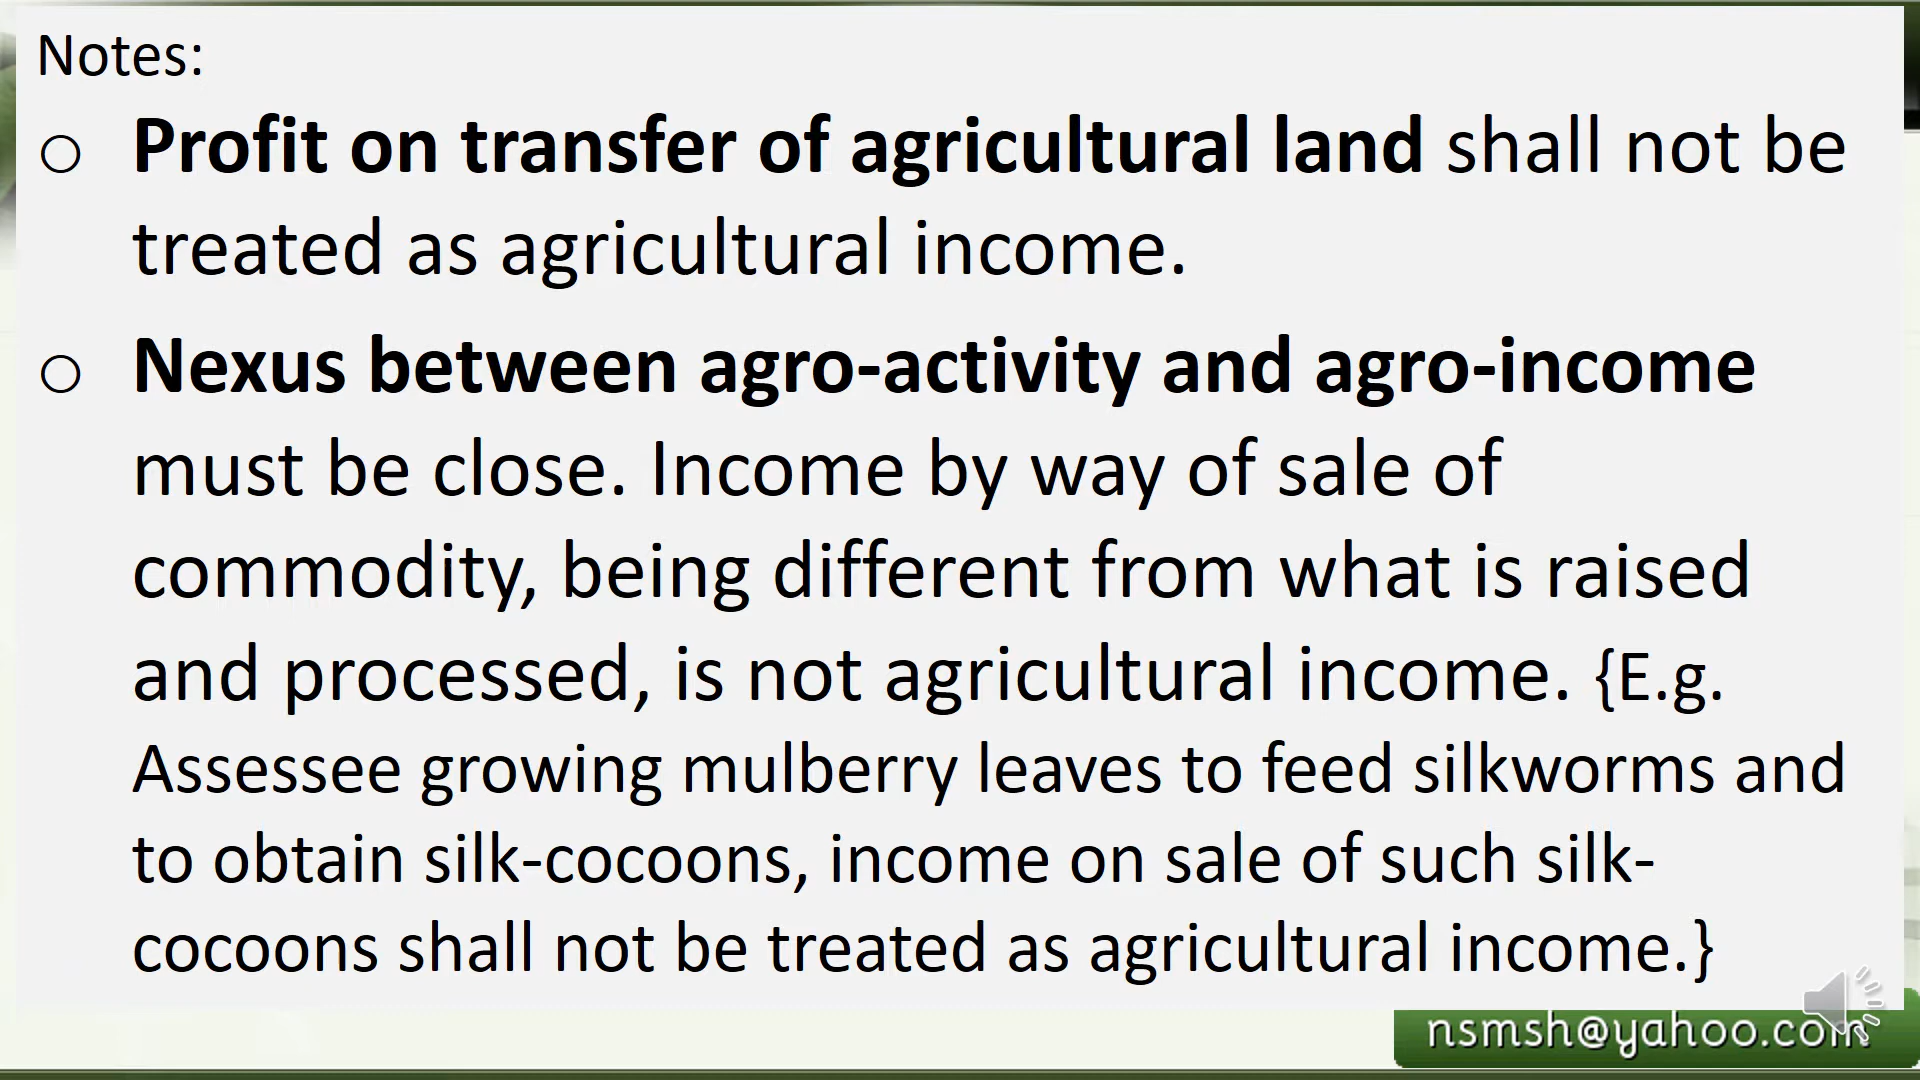 Notes:
o Profit on transfer of agricultural land shall not be
treated as agricultural income.
o Nexus between agro-activity and agro-income
must be close. Income by way of sale of
commodity, being different from what is raised
and processed, is not agricultural income. {E.g.
Assessee growing mulberry leaves to feed silkworms and
to obtain silk-cocoons, income on sale of such silk-
cocoons shall not be treated as agricultural income.}
nsmsh@yahoo.com